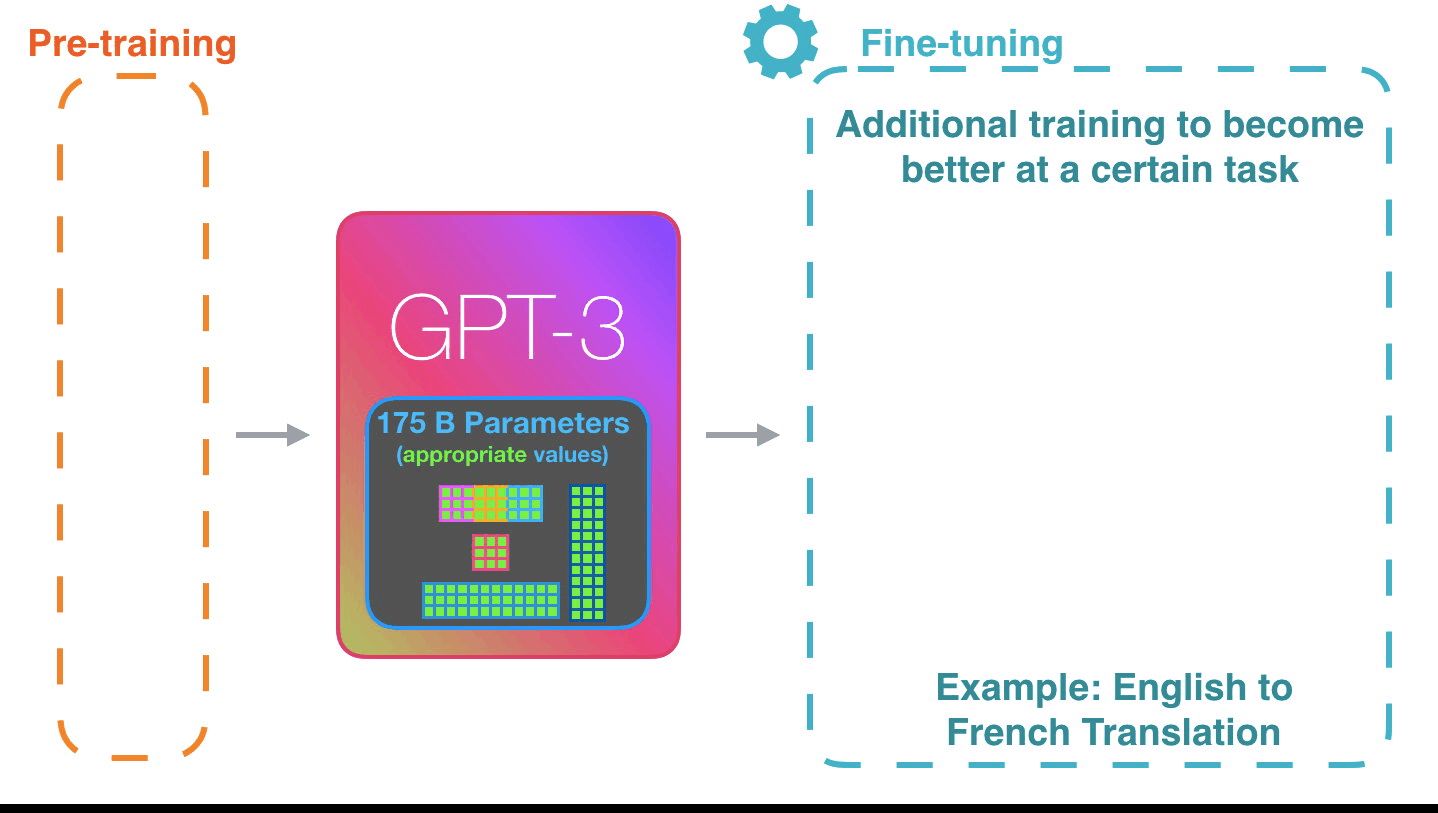 Pre-training
Fine-tuning
Additional training to become
better at a certain task
GPT-3
175 B Parameters
(appropriate values)
Example: English to
French Translation